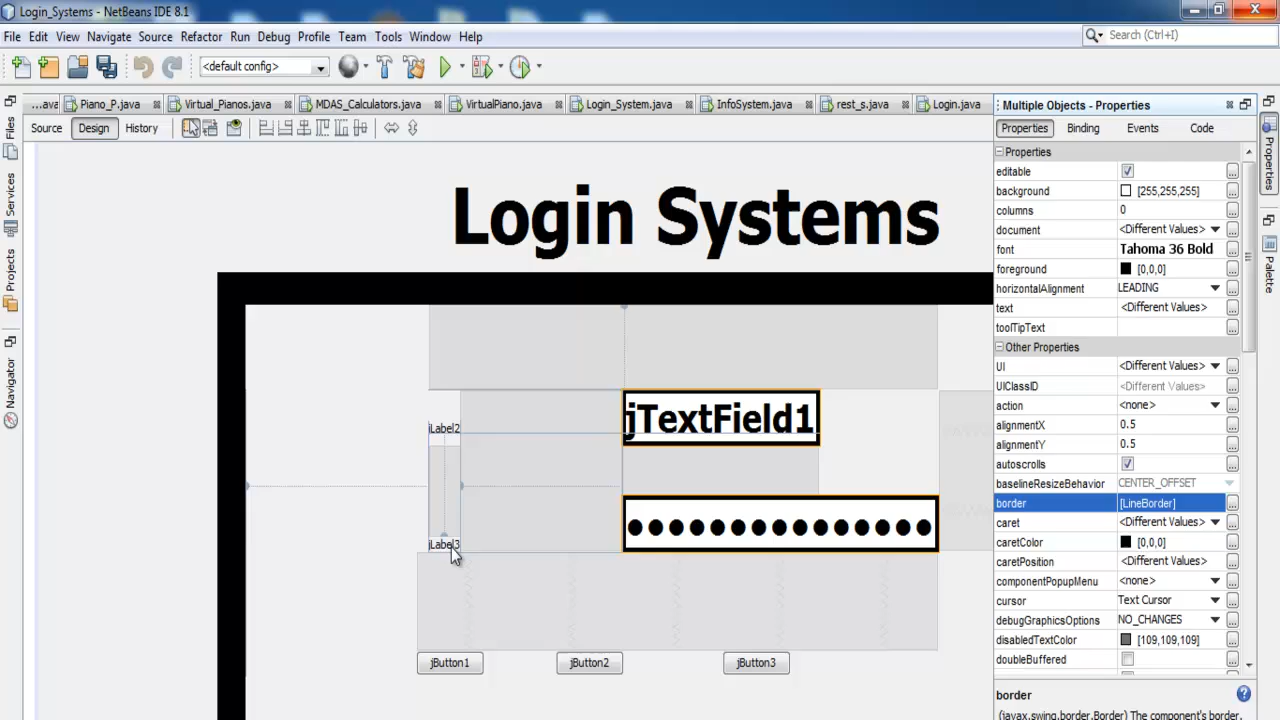 Login_Systems - NetBeans IDE 8.1
File Edit View Navigate Source Refactor Run Debug Profile Team Tools Window Help
Search (Ctrl+I)
<default config>
...ava Piano_P.java Virtual_Pianos.java MDAS_Calculators.java VirtualPiano.java Login_System.java InfoSystem.java rest_s.java Login.java
Multiple Objects - Properties
Source Design History
Properties Binding Events Code
Files
Services
Projects
Navigator
Properties
Palette
Login Systems
jTextField1
jLabel2
jLabel3
jButton1 jButton2 jButton3
Properties
editable
background [255,255,255]
columns 0
document <Different Values>
font Tahoma 36 Bold
foreground [0,0,0]
horizontalAlignment LEADING
text <Different Values>
toolTipText
Other Properties
UI <Different Values>
UIClassID <Different Values>
action <none>
alignmentX 0.5
alignmentY 0.5
autoscrolls
baselineResizeBehavior CENTER_OFFSET
border [LineBorder]
caret <Different Values>
caretColor [0,0,0]
caretPosition <Different Values>
componentPopupMenu <none>
cursor Text Cursor
debugGraphicsOptions NO_CHANGES
disabledTextColor [109,109,109]
doubleBuffered
border
(javax.swing.border.Border) The component's border.